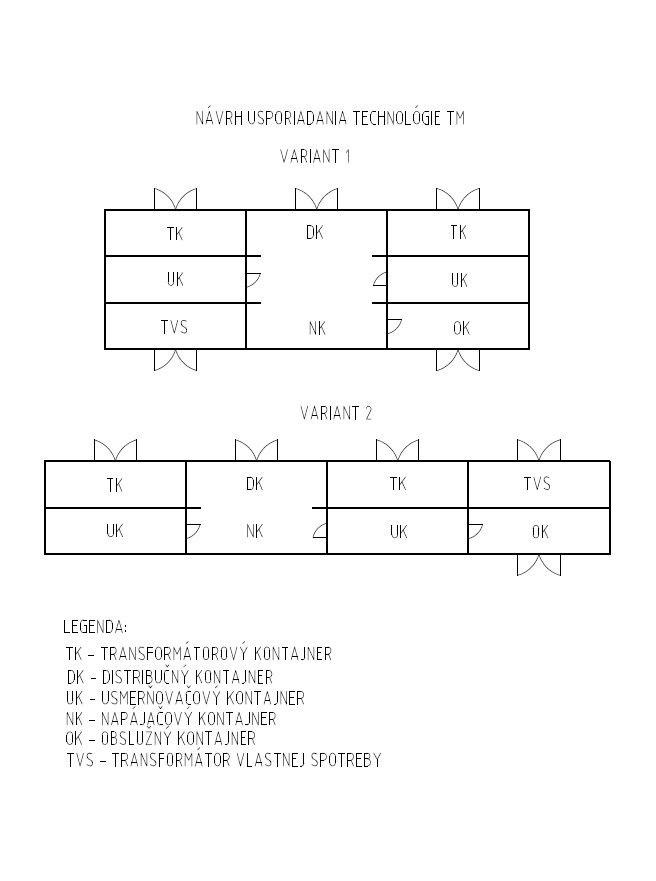 NÁVRH USPORIADANIA TECHNOLÓGIE TM
VARIANT 1
TK DK TK
UK UK
TVS NK OK
VARIANT 2
TK DK TK TVS
UK NK UK OK
LEGENDA:
TK – TRANSFORMÁTOROVÝ KONTAJNER
DK – DISTRIBUČNÝ KONTAJNER
UK – USMERŇOVAČOVÝ KONTAJNER
NK – NAPÁJAČOVÝ KONTAJNER
OK – OBSLUŽNÝ KONTAJNER
TVS – TRANSFORMÁTOR VLASTNEJ SPOTREBY